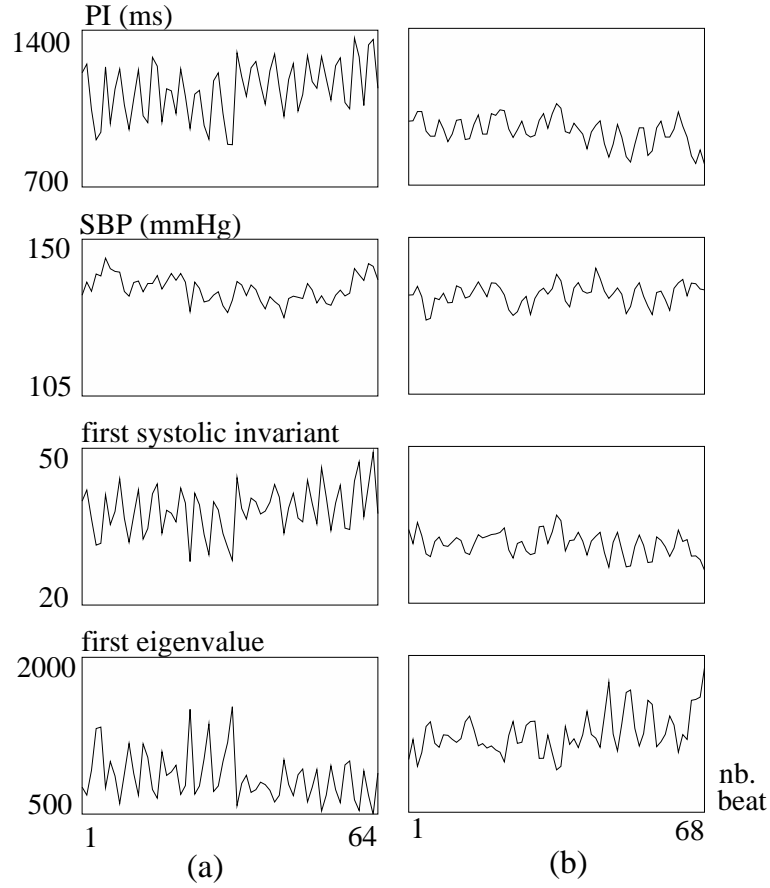 PI (ms)
1400
700
SBP (mmHg)
150
105
first systolic invariant
50
20
first eigenvalue
2000
500
nb.
beat
1 64 1 68
(a) (b)